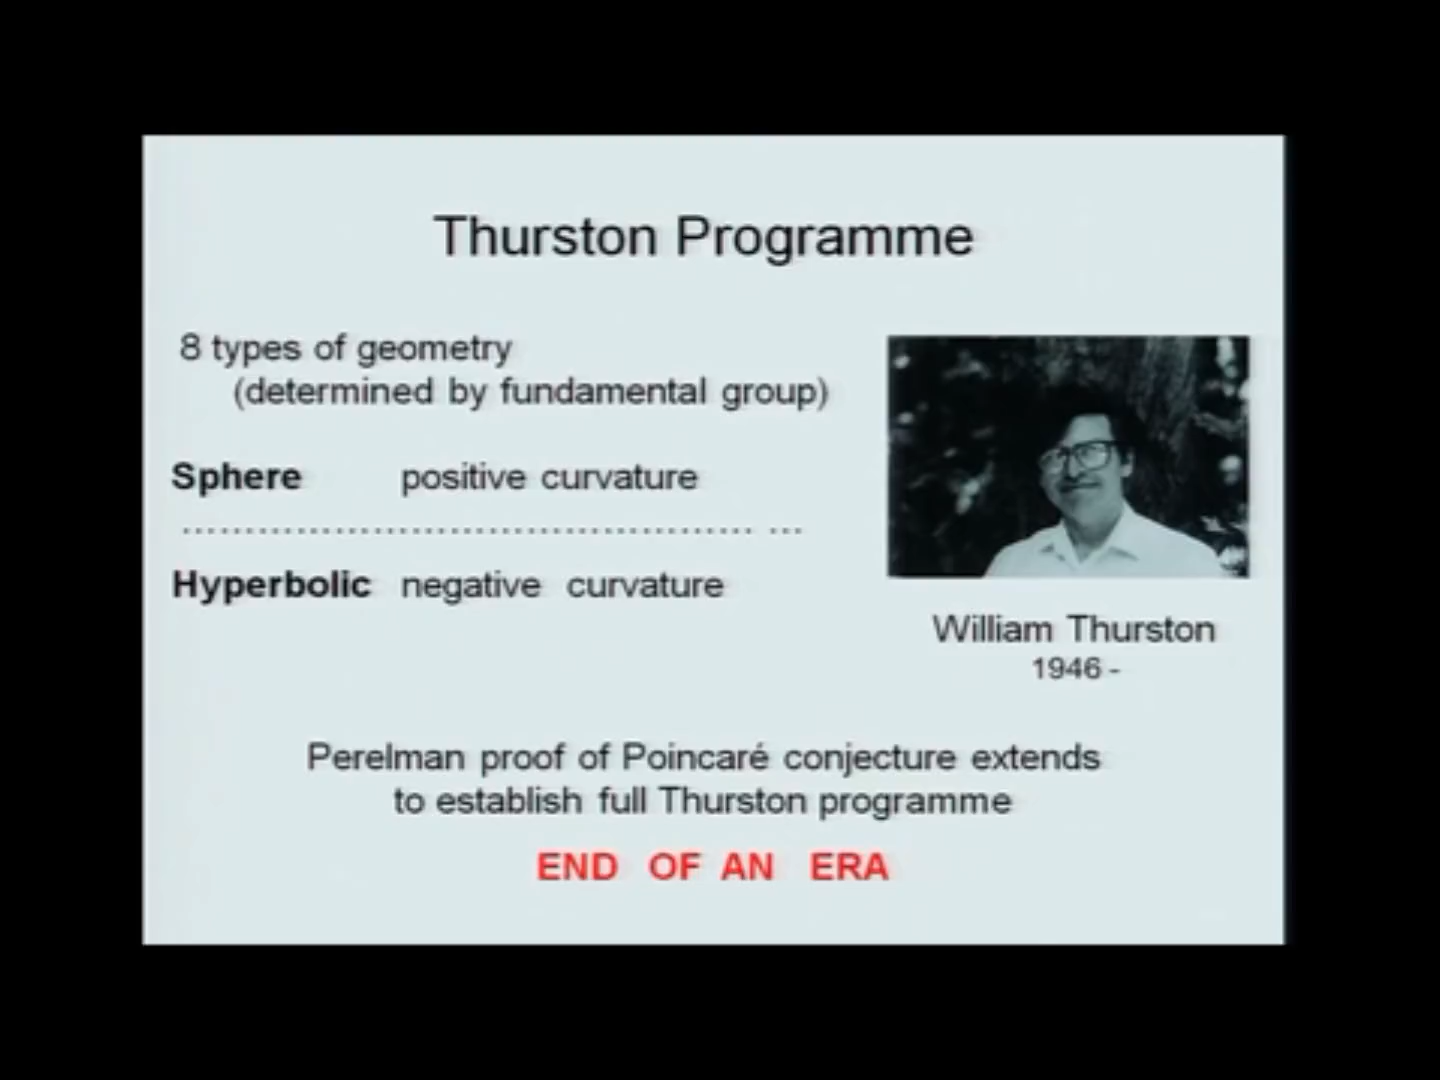 Thurston Programme
8 types of geometry
(determined by fundamental group)
Sphere positive curvature
................................................ ...
Hyperbolic negative curvature
William Thurston
1946 -
Perelman proof of Poincaré conjecture extends
to establish full Thurston programme
END OF AN ERA